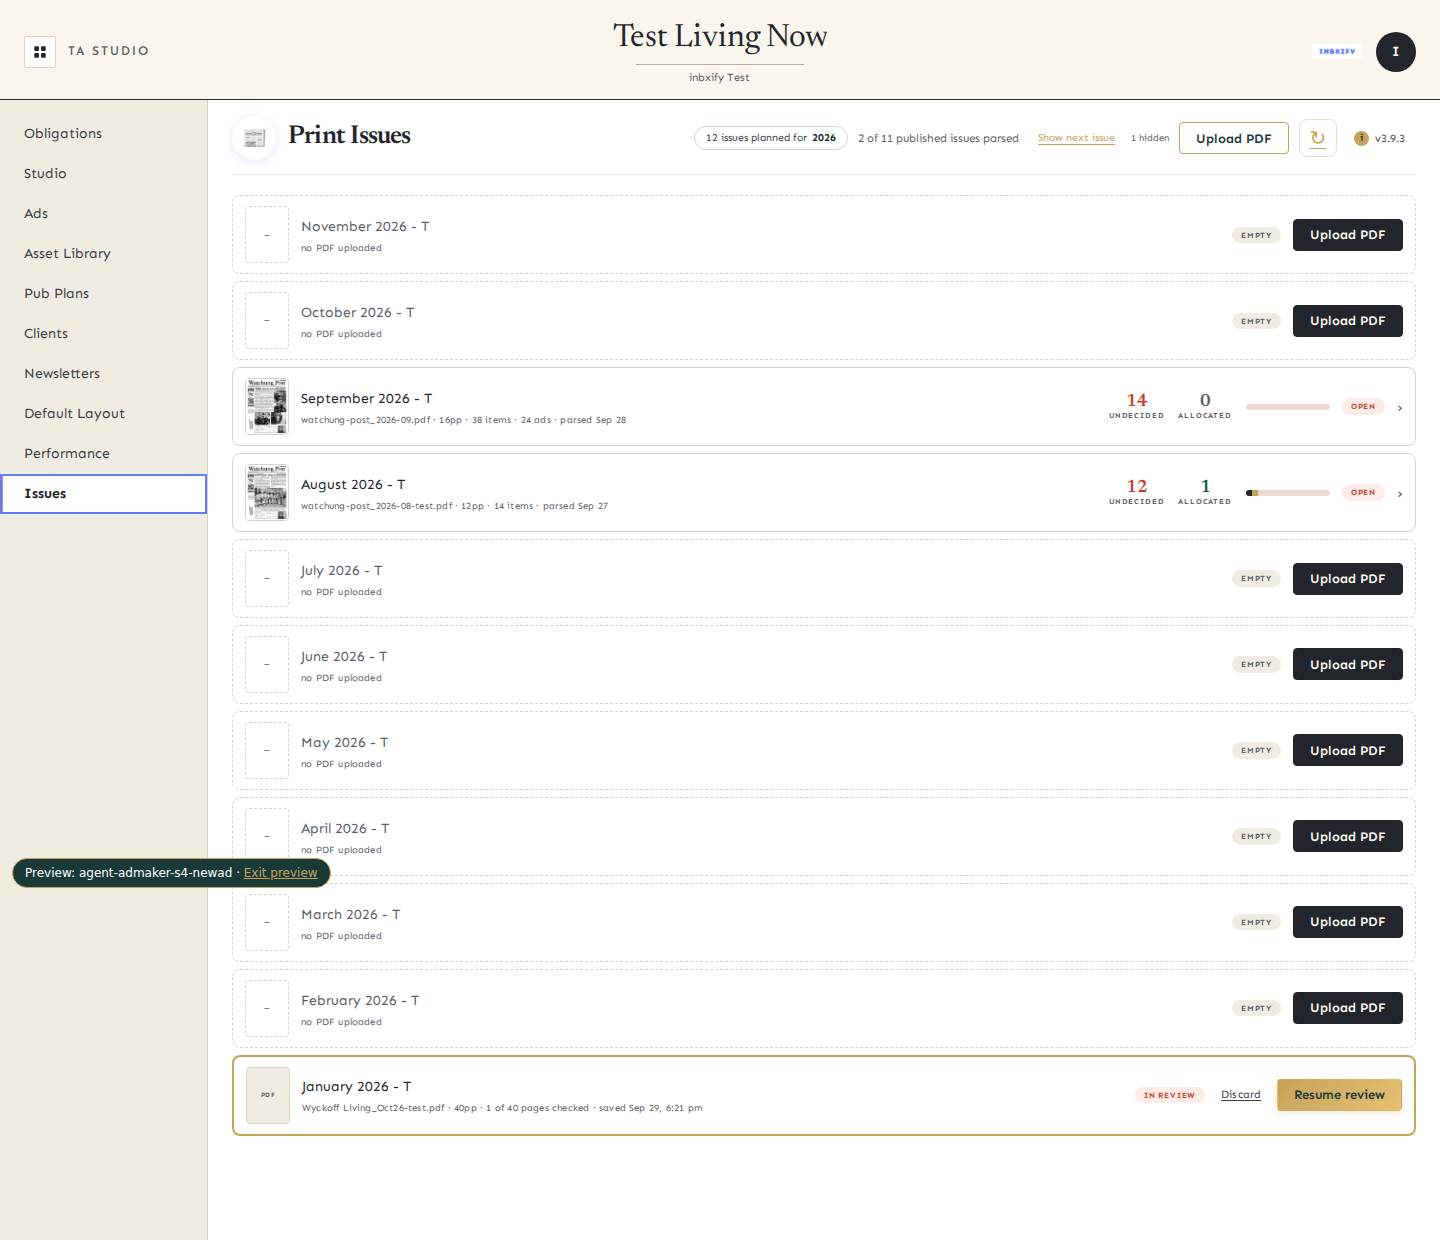 TA STUDIO
Test Living Now
inbxify Test
INBXIFY
I
Obligations
Studio
Ads
Asset Library
Pub Plans
Clients
Newsletters
Default Layout
Performance
Issues
Print Issues
12 issues planned for 2026
2 of 11 published issues parsed
Show next issue
1 hidden
Upload PDF
↻
i v3.9.3
–
November 2026 - T
no PDF uploaded
EMPTY
Upload PDF
–
October 2026 - T
no PDF uploaded
EMPTY
Upload PDF
Watchung Post
September 2026 - T
watchung-post_2026-09.pdf · 16pp · 38 items · 24 ads · parsed Sep 28
14
UNDECIDED
0
ALLOCATED
OPEN
›
Watchung Post
August 2026 - T
watchung-post_2026-08-test.pdf · 12pp · 14 items · parsed Sep 27
12
UNDECIDED
1
ALLOCATED
OPEN
›
–
July 2026 - T
no PDF uploaded
EMPTY
Upload PDF
–
June 2026 - T
no PDF uploaded
EMPTY
Upload PDF
–
May 2026 - T
no PDF uploaded
EMPTY
Upload PDF
–
April 2026 - T
no PDF uploaded
EMPTY
Upload PDF
Preview: agent-admaker-s4-newad · Exit preview
–
March 2026 - T
no PDF uploaded
EMPTY
Upload PDF
–
February 2026 - T
no PDF uploaded
EMPTY
Upload PDF
PDF
January 2026 - T
Wyckoff Living_Oct26-test.pdf · 40pp · 1 of 40 pages checked · saved Sep 29, 6:21 pm
IN REVIEW
Discard
Resume review